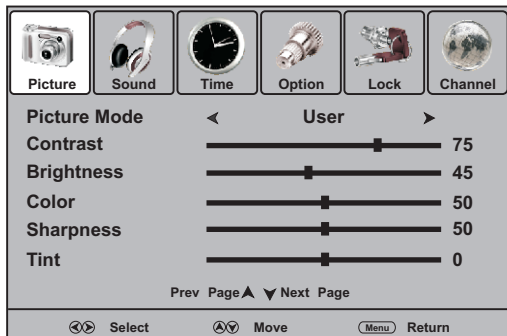 Picture Sound Time Option Lock Channel
Picture Mode User
Contrast 75
Brightness 45
Color 50
Sharpness 50
Tint 0
Prev Page Next Page
Select Move Menu Return